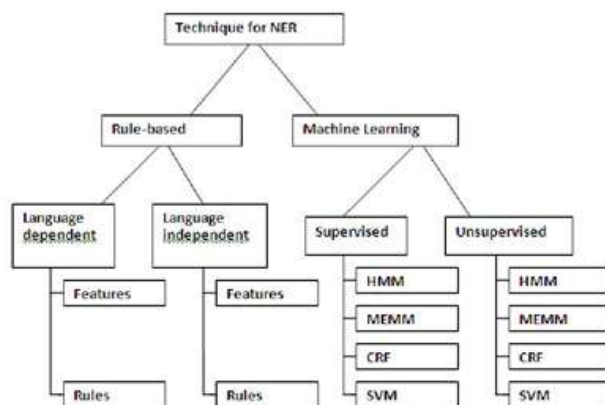 Technique for NER
Rule-based
Machine Learning
Language
dependent
Language
independent
Supervised
Unsupervised
Features
Rules
Features
Rules
HMM
MEMM
CRF
SVM
HMM
MEMM
CRF
SVM